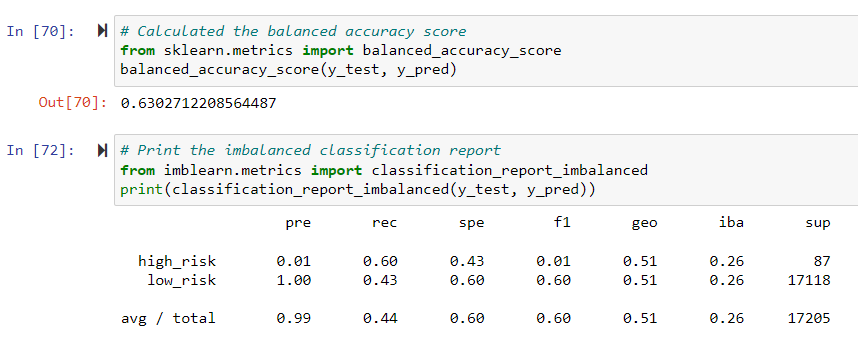 In [70]: # Calculated the balanced accuracy score
from sklearn.metrics import balanced_accuracy_score
balanced_accuracy_score(y_test, y_pred)
Out[70]: 0.6302712208564487
In [72]: # Print the imbalanced classification report
from imblearn.metrics import classification_report_imbalanced
print(classification_report_imbalanced(y_test, y_pred))
pre rec spe f1 geo iba sup
high_risk 0.01 0.60 0.43 0.01 0.51 0.26 87
low_risk 1.00 0.43 0.60 0.60 0.51 0.26 17118
avg / total 0.99 0.44 0.60 0.60 0.51 0.26 17205